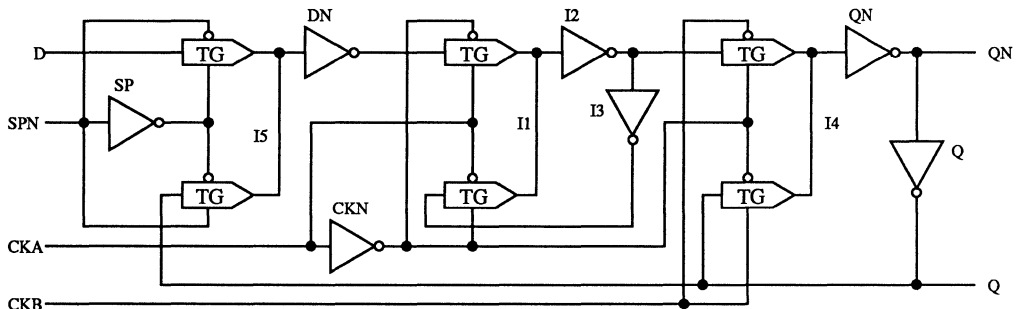 DN
I2
QN
D
TG
TG
TG
QN
SP
I3
SPN
I5
I1
I4
Q
TG
TG
TG
CKN
CKA
Q
CKB